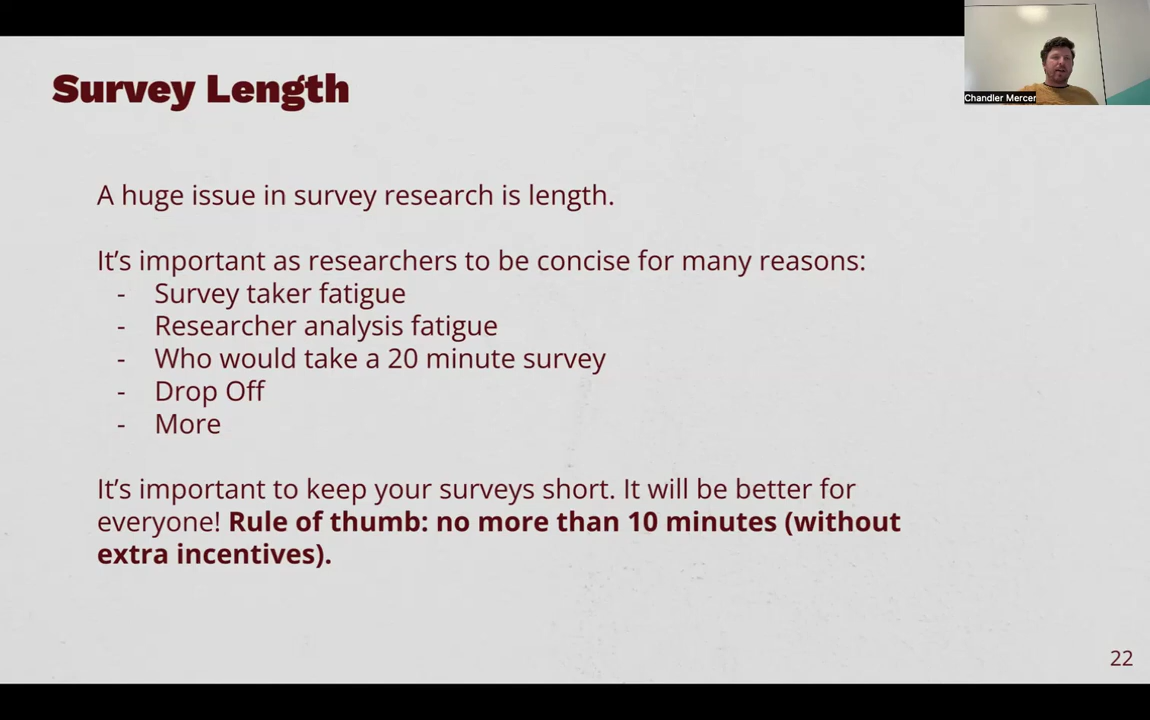 Survey Length
Chandler Mercer
A huge issue in survey research is length.
It’s important as researchers to be concise for many reasons:
- Survey taker fatigue
- Researcher analysis fatigue
- Who would take a 20 minute survey
- Drop Off
- More
It’s important to keep your surveys short. It will be better for
everyone! Rule of thumb: no more than 10 minutes (without
extra incentives).
22